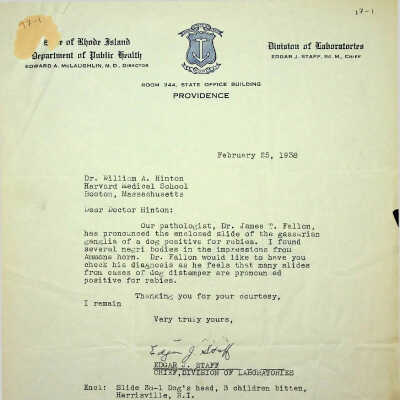 17-1
17-1
State of Rhode Island
Department of Public Health
EDWARD A. McLAUGHLIN, M. D., DIRECTOR
Division of Laboratories
EDGAR J. STAFF, Ed. M., CHIEF
ROOM 344, STATE OFFICE BUILDING
PROVIDENCE
February 25, 1938
Dr. William A. Hinton
Harvard Medical School
Boston, Massachusetts
Dear Doctor Hinton:
Our pathologist, Dr. James T. Fallon,
has pronounced the enclosed slide of the gasserian
ganglia of a dog positive for rabies. I found
several negri bodies in the impressions from
Ammons horn. Dr. Fallon would like to have you
check his diagnosis as he feels that many slides
from cases of dog distemper are pronounced
positive for rabies.
Thanking you for your courtesy,
I remain
Very truly yours,
Edgar J. Staff
EDGAR J. STAFF
CHIEF, DIVISION OF LABORATORIES
Encl: Slide Dog's head, 3 children bitten,
Harrisville, R.I.